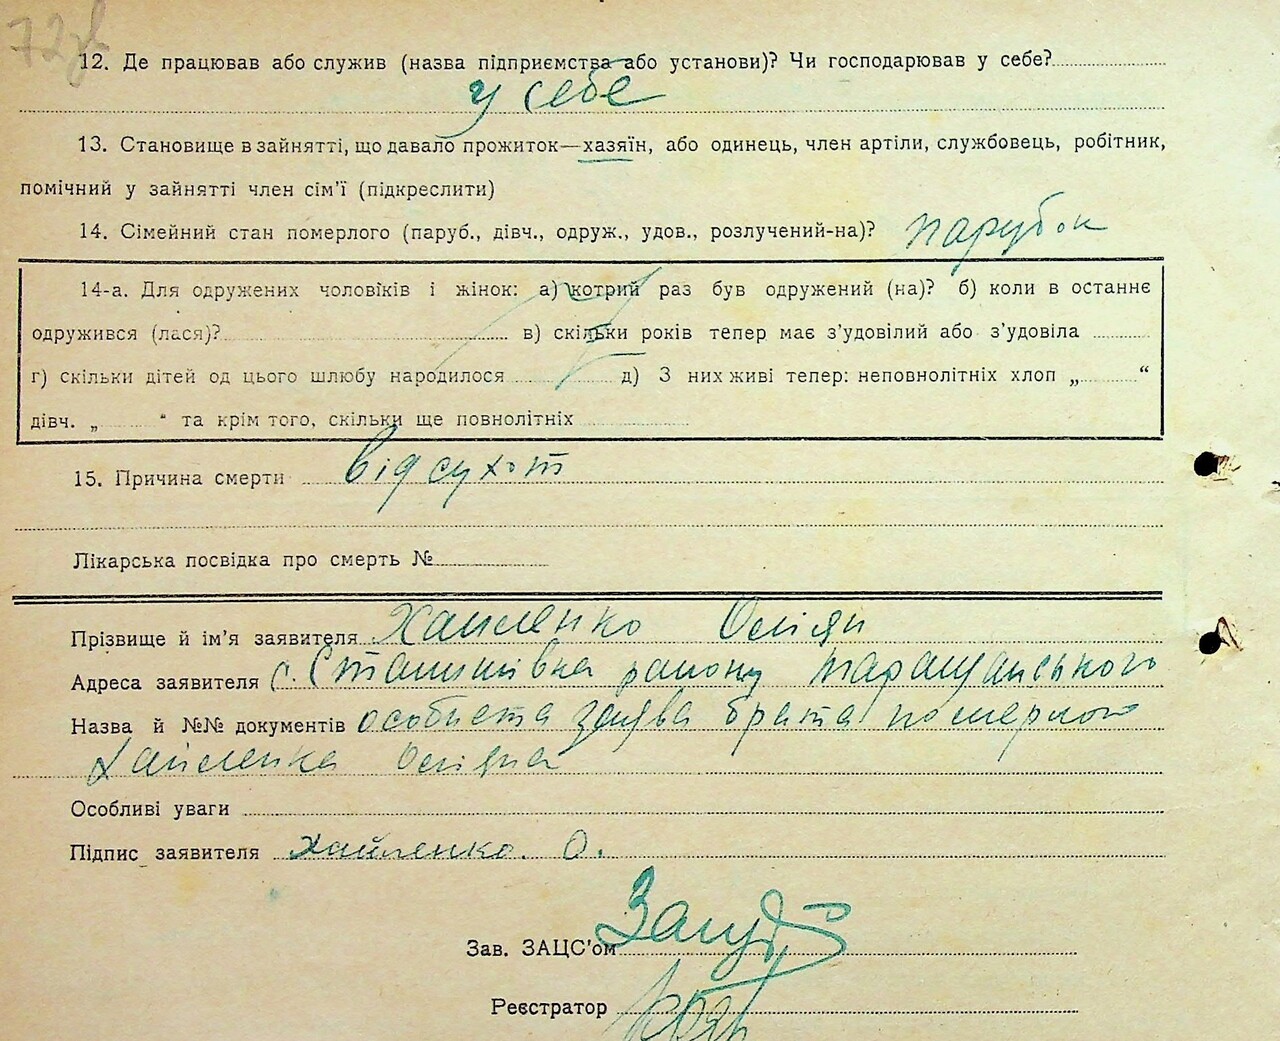 72зв
12. Де працював або служив (назва підприємства або установи)? Чи господарював у себе?
у себе
13. Становище в зайнятті, що давало прожиток—хазяїн, або одинець, член артіли, службовець, робітник,
помічний у зайнятті член сім'ї (підкреслити)
14. Сімейний стан померлого (паруб., дівч., одруж., удов., розлучений-на)? парубок
14-а. Для одружених чоловіків і жінок: а) котрий раз був одружений (на)? б) коли в останнє
одружився (лася)? в) скільки років тепер має з'удовілий або з'удовіла
г) скільки дітей од цього шлюбу народилося д) З них живі тепер: неповнолітніх хлоп „ “
дівч. „ “ та крім того, скільки ще повнолітніх
15. Причина смерти від сухот
Лікарська посвідка про смерть №
Прізвище й ім'я заявителя Хайленко
Адреса заявителя с. Сташківка району Таращанського
Назва й №№ документів особиста заява брата померлого
Хайленка
Особливі уваги
Підпис заявителя Хайленко. О.
Зав. ЗАЦС'ом
Реєстратор